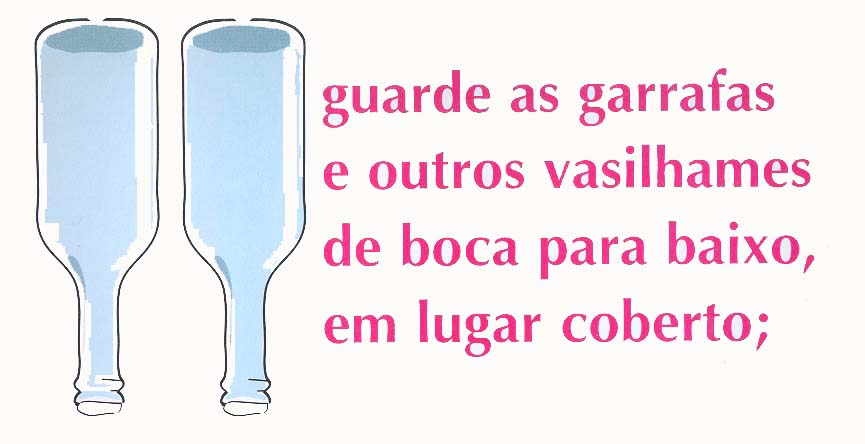 guarde as garrafas
e outros vasilhames
de boca para baixo,
em lugar coberto;